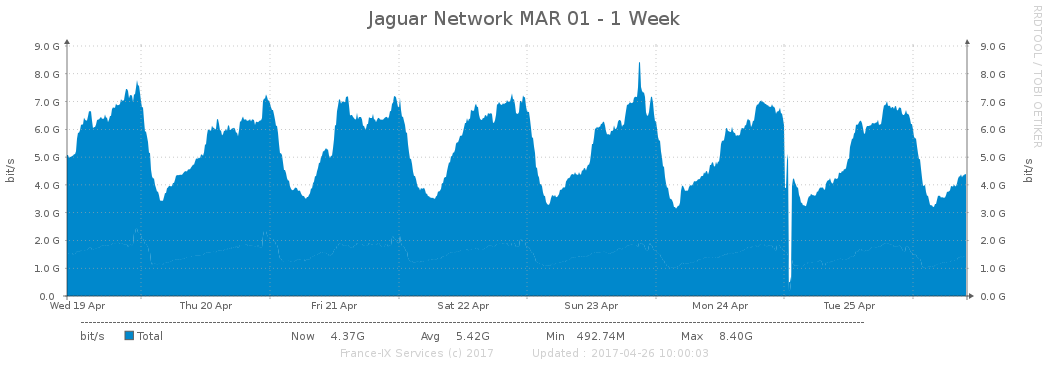 Jaguar Network MAR 01 - 1 Week
RRDTOOL / TOBI OETIKER
bit/s
9.0 G 9.0 G
8.0 G 8.0 G
7.0 G 7.0 G
6.0 G 6.0 G
5.0 G 5.0 G
4.0 G 4.0 G
3.0 G 3.0 G
2.0 G 2.0 G
1.0 G 1.0 G
0.0 0.0 G
bit/s
Wed 19 Apr Thu 20 Apr Fri 21 Apr Sat 22 Apr Sun 23 Apr Mon 24 Apr Tue 25 Apr
bit/s Total Now 4.37G Avg 5.42G Min 492.74M Max 8.40G
France-IX Services (c) 2017 Updated : 2017-04-26 10:00:03